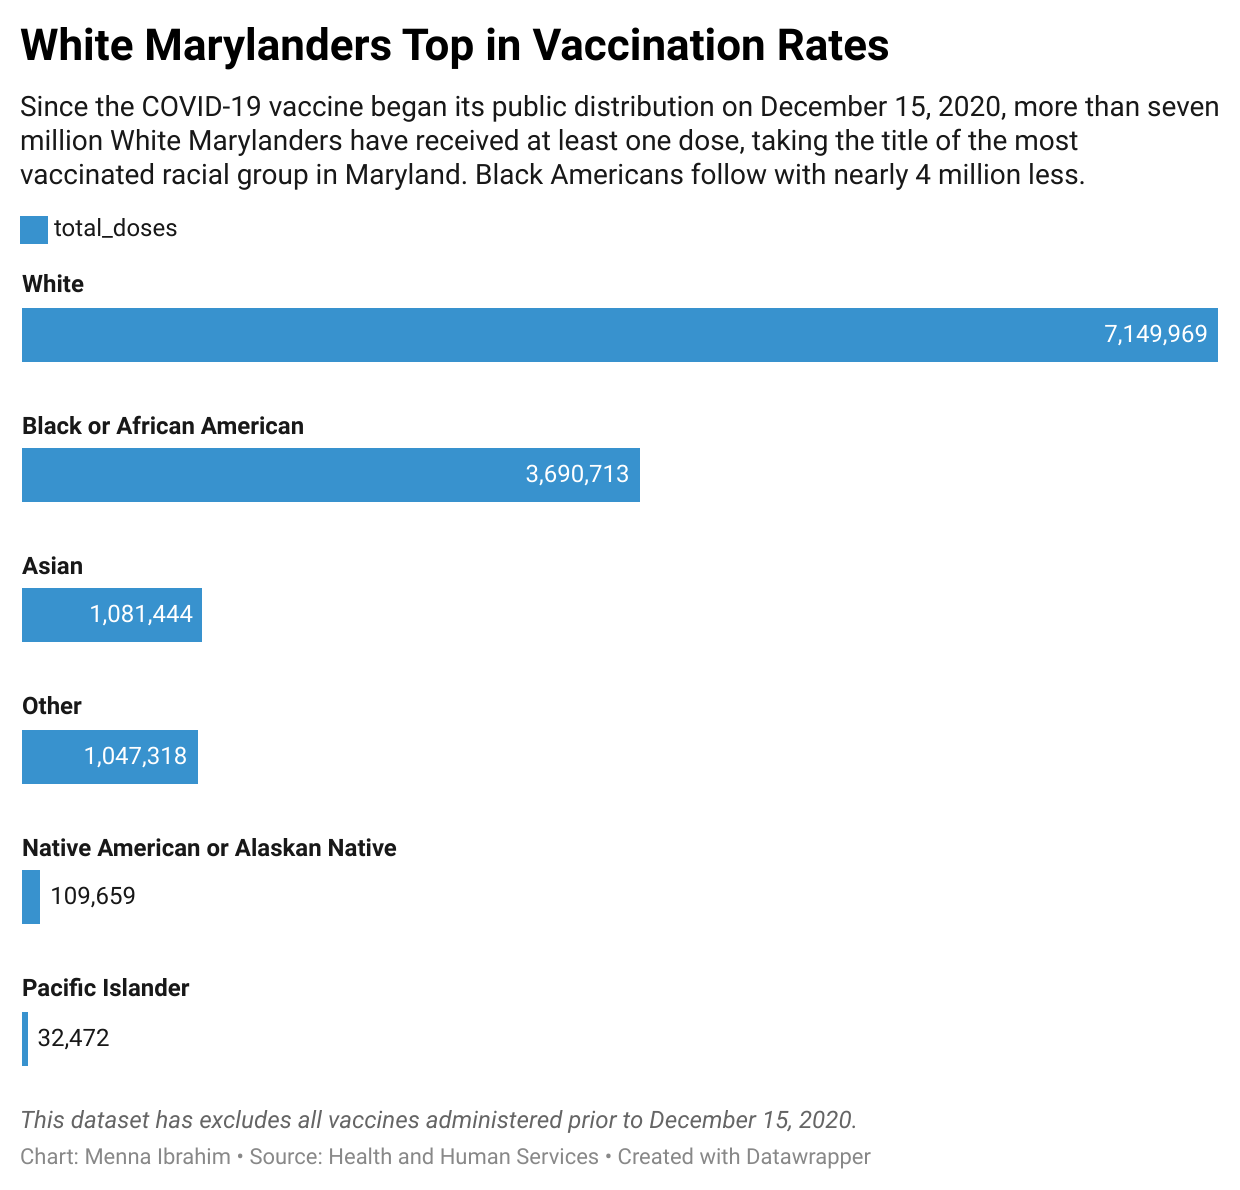 White Marylanders Top in Vaccination Rates
Since the COVID-19 vaccine began its public distribution on December 15, 2020, more than seven
million White Marylanders have received at least one dose, taking the title of the most
vaccinated racial group in Maryland. Black Americans follow with nearly 4 million less.
total_doses
White
7,149,969
Black or African American
3,690,713
Asian
1,081,444
Other
1,047,318
Native American or Alaskan Native
109,659
Pacific Islander
32,472
This dataset has excludes all vaccines administered prior to December 15, 2020.
Chart: Menna Ibrahim • Source: Health and Human Services • Created with Datawrapper